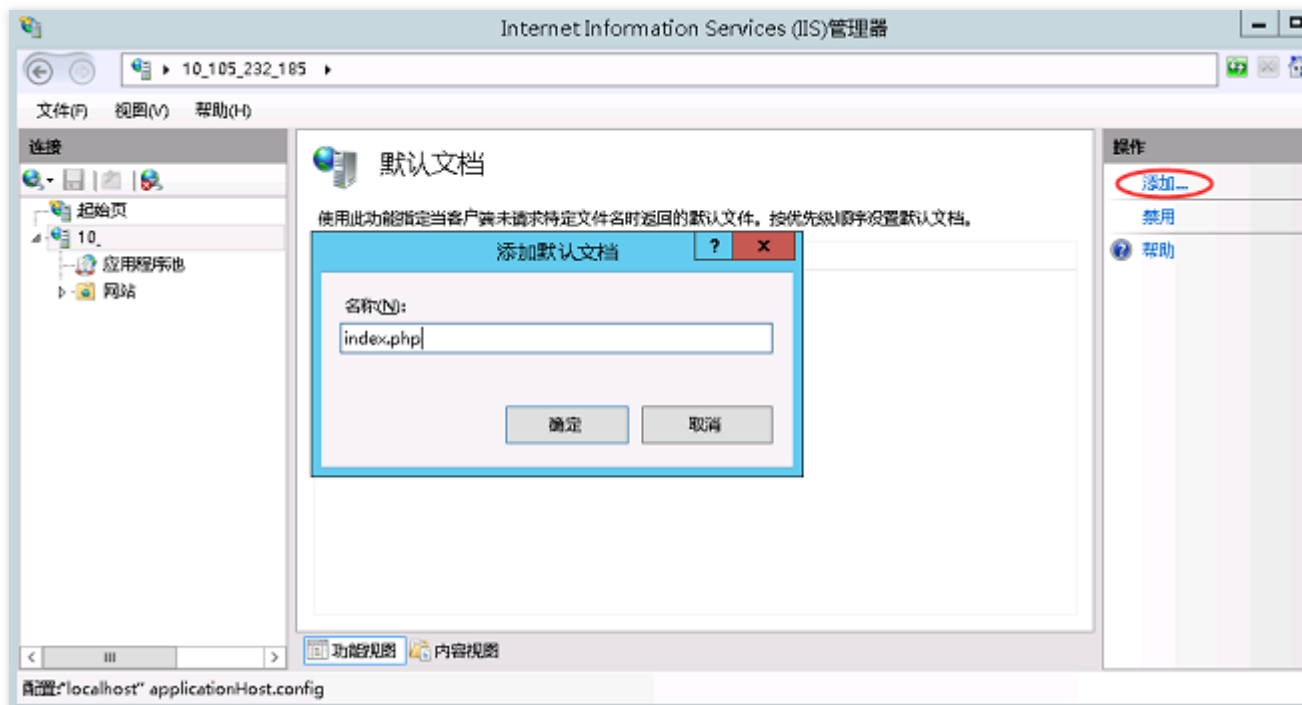 Internet Information Services (IIS)管理器
10_105_232_185
文件(F) 视图(V) 帮助(H)
连接
起始页
10_
应用程序池
网站
默认文档
使用此功能指定当客户端未请求特定文件名时返回的默认文件。按优先级顺序设置默认文档。
添加默认文档
?
x
名称(N):
index.php
确定 取消
操作
添加...
禁用
帮助
功能视图 内容视图
配置:"localhost" applicationHost.config